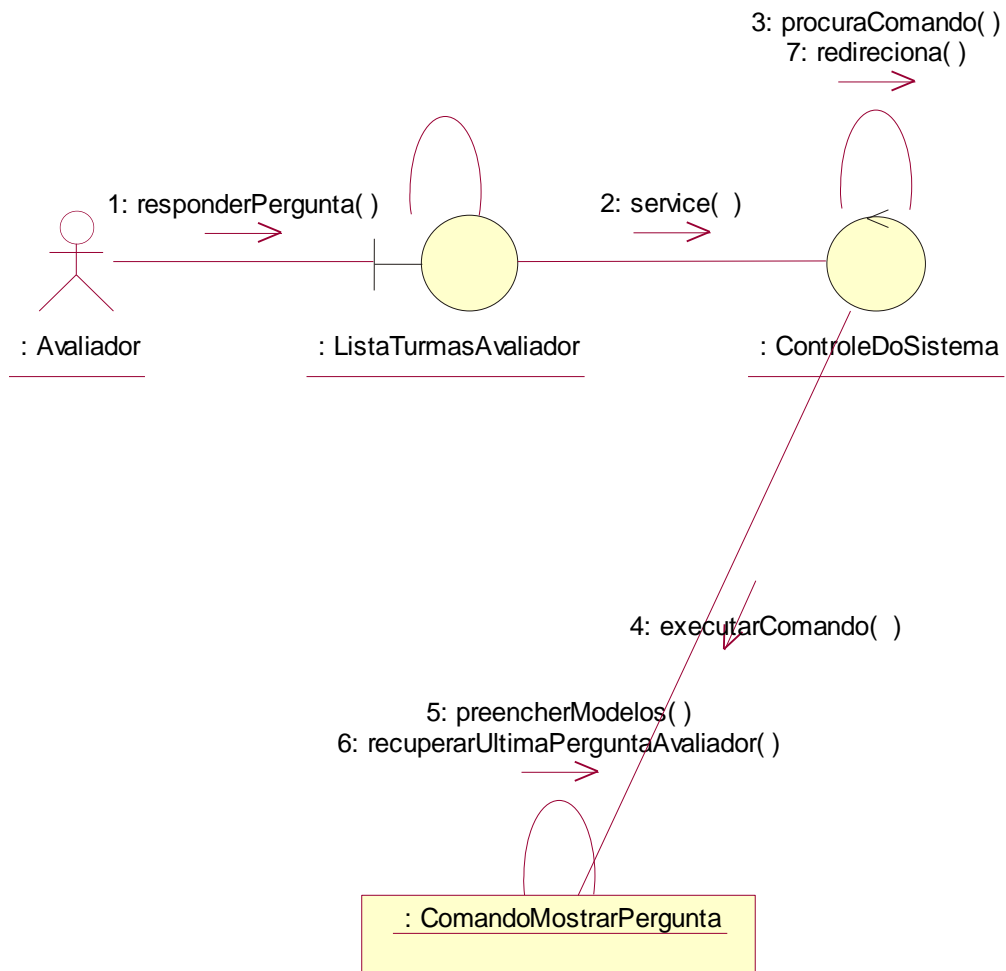 3: procuraComando( )
7: redireciona( )
1: responderPergunta( )
2: service(  )
: Avaliador
: ListaTurmasAvaliador
: ControleDoSistema
4: executarComando(  )
5: preencherModelos( )
6: recuperarUltimaPerguntaAvaliador( )
: ComandoMostrarPergunta